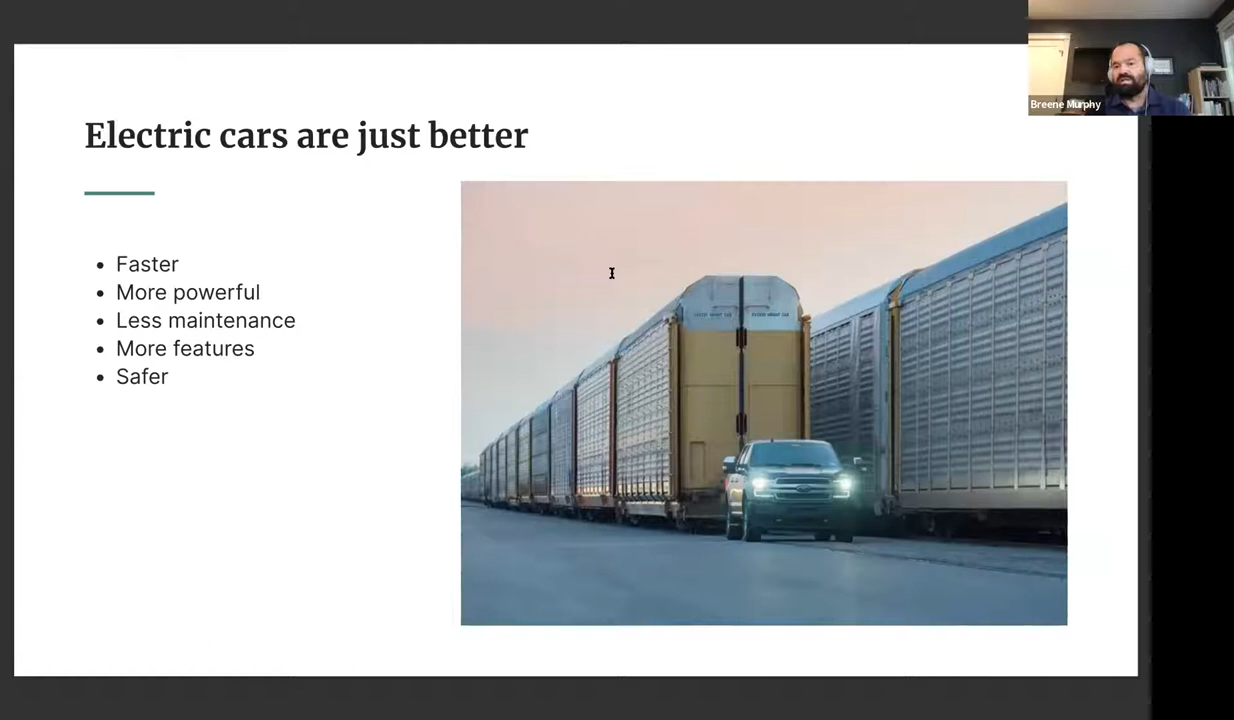 Breene Murphy
Electric cars are just better
Faster
More powerful
Less maintenance
More features
Safer